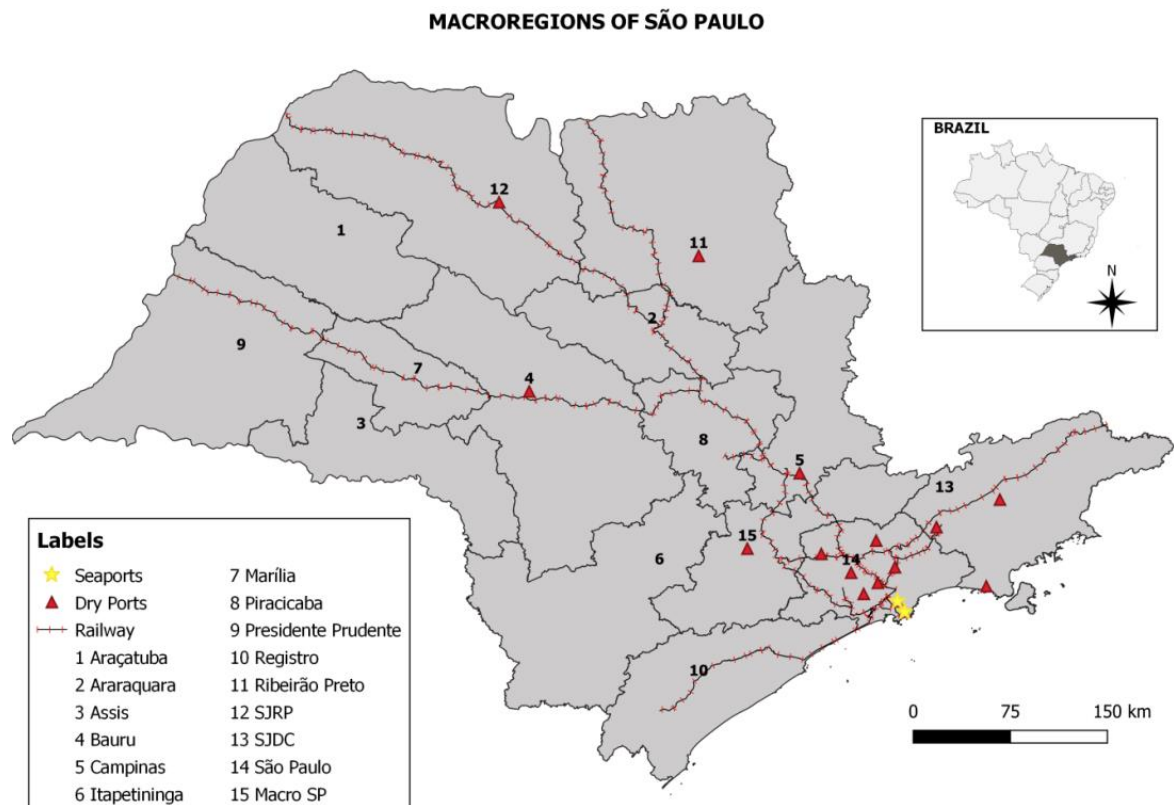 MACROREGIONS OF SÃO PAULO
BRAZIL
N
12
1
11
2
9
7
4
3
8
5
13
15
6
14
10
Labels
Seaports
Dry Ports
Railway
1 Araçatuba
2 Araraquara
3 Assis
4 Bauru
5 Campinas
6 Itapetininga
7 Marília
8 Piracicaba
9 Presidente Prudente
10 Registro
11 Ribeirão Preto
12 SJRP
13 SJDC
14 São Paulo
15 Macro SP
0 75 150 km